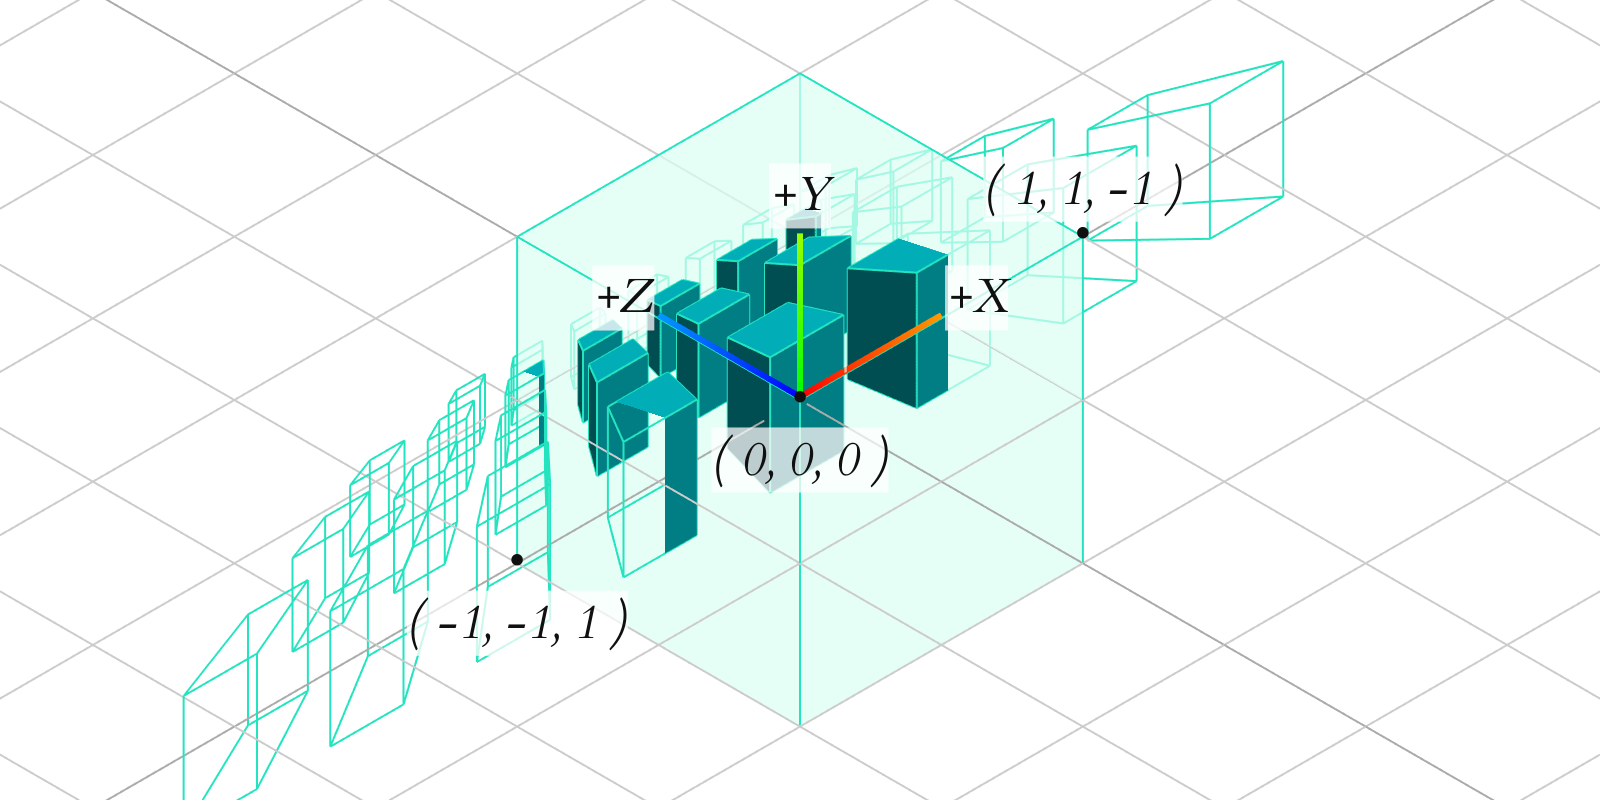 +Y
( 1, 1, -1 )
+Z
+X
( 0, 0, 0 )
( -1, -1, 1 )